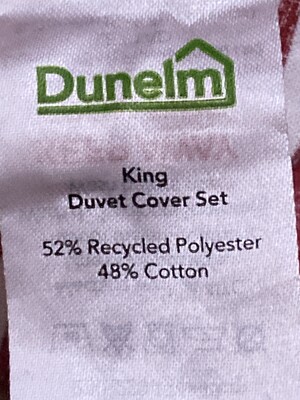 Dunelm
King
Duvet Cover Set
52% Recycled Polyester
48% Cotton